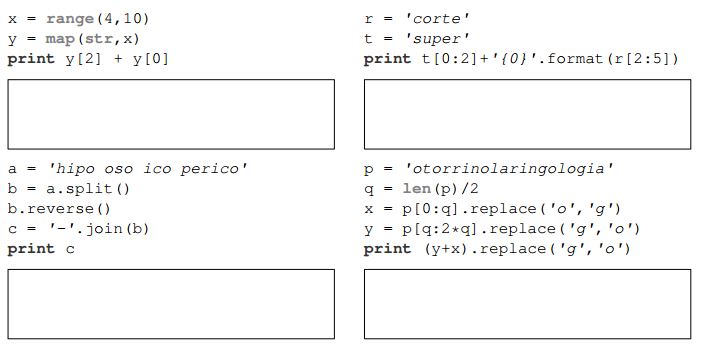 x = range(4,10)
y = map(str,x)
print y[2] + y[0]
r = 'corte'
t = 'super'
print t[0:2]+'{0}'.format(r[2:5])
a = 'hipo oso ico perico'
b = a.split()
b.reverse()
c = '-'.join(b)
print c
p = 'otorrinolaringologia'
q = len(p)/2
x = p[0:q].replace('o','g')
y = p[q:2*q].replace('g','o')
print (y+x).replace('g','o')